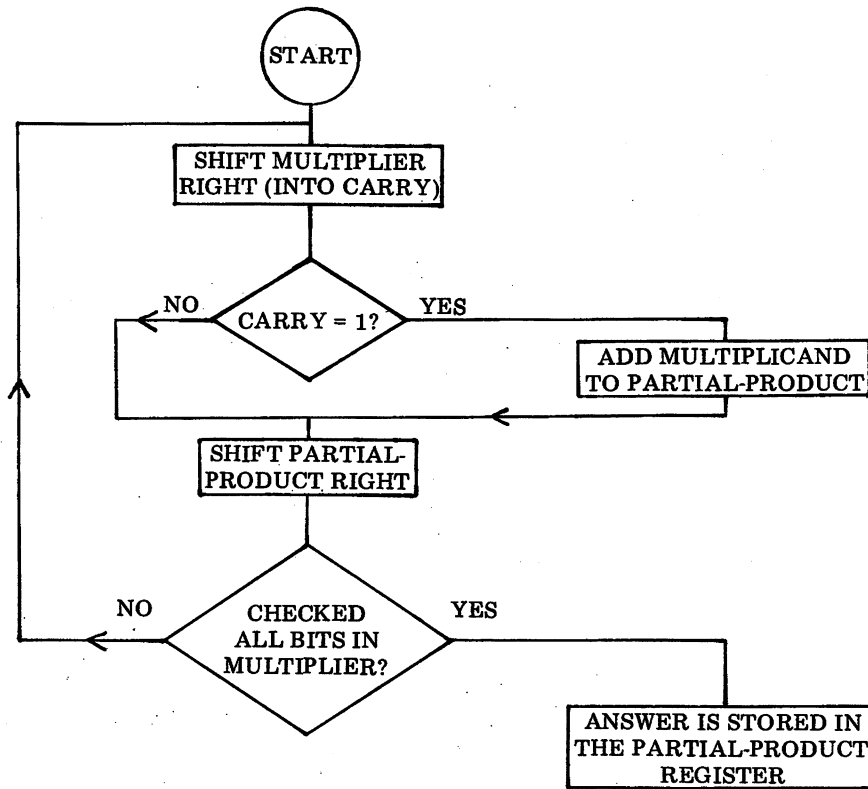 START
SHIFT MULTIPLIER
RIGHT (INTO CARRY)
NO
CARRY = 1?
YES
ADD MULTIPLICAND
TO PARTIAL-PRODUCT
SHIFT PARTIAL-
PRODUCT RIGHT
NO
CHECKED
ALL BITS IN
MULTIPLIER?
YES
ANSWER IS STORED IN
THE PARTIAL-PRODUCT
REGISTER